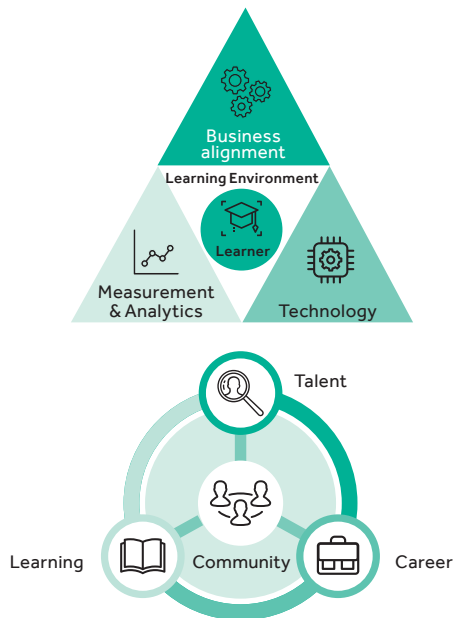 Business
alignment
Learning Environment
Learner
Measurement
& Analytics
Technology
Talent
Learning
Community
Career